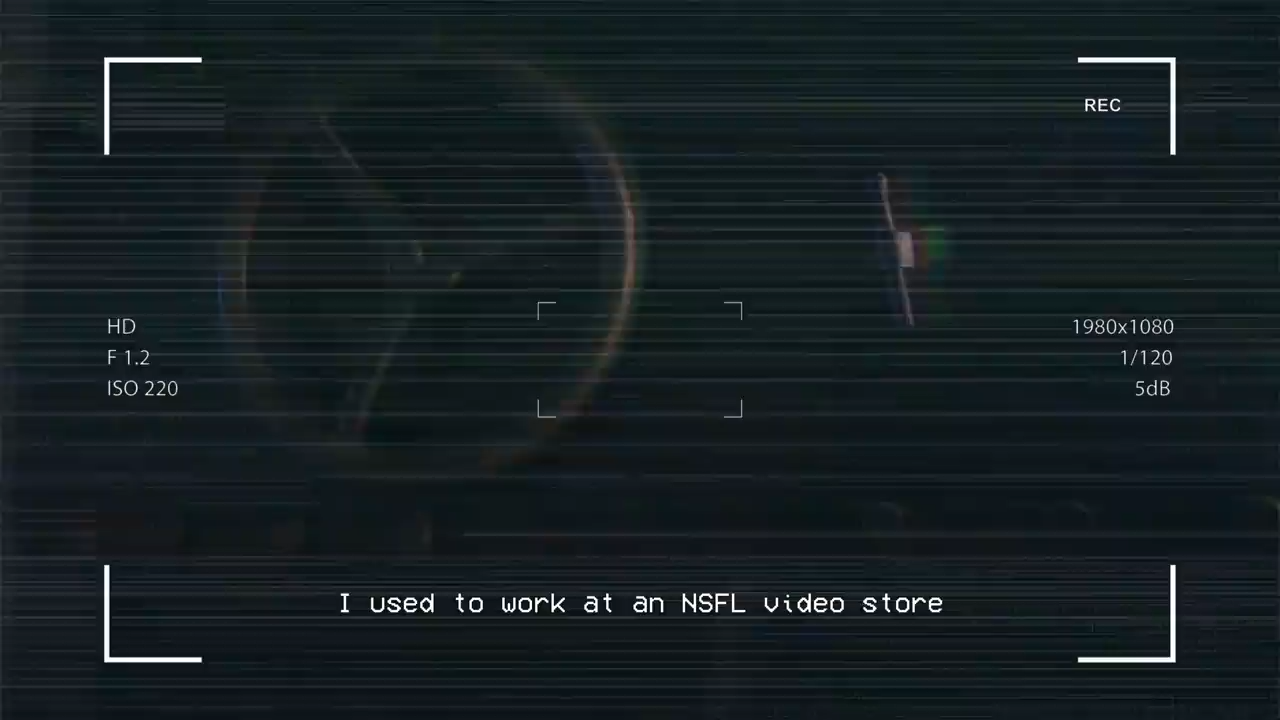 REC
HD
F 1.2
ISO 220
1980x1080
1/120
5dB
I used to work at an NSFL video store